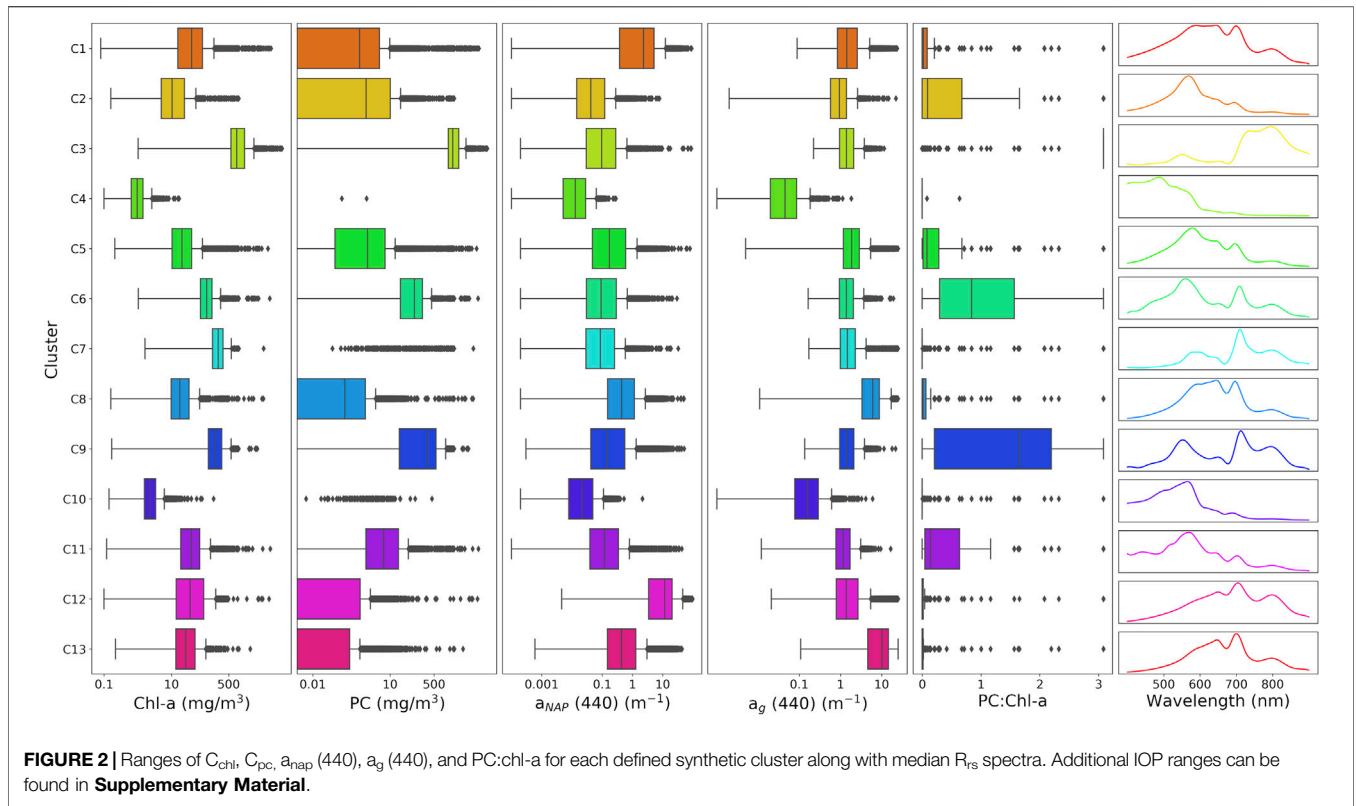 Cluster
C1
C2
C3
C4
C5
C6
C7
C8
C9
C10
C11
C12
C13
0.1 10 500
Chl-a (mg/m³)
0.01 10 500
PC (mg/m³)
0.001 0.1 1 10
a_NAP (440) (m⁻¹)
0.1 1 10
a_g (440) (m⁻¹)
0 1 2 3
PC:Chl-a
500 600 700 800
Wavelength (nm)
FIGURE 2 | Ranges of C_chl, C_pc, a_nap (440), a_g (440), and PC:chl-a for each defined synthetic cluster along with median R_rs spectra. Additional IOP ranges can be
found in Supplementary Material.